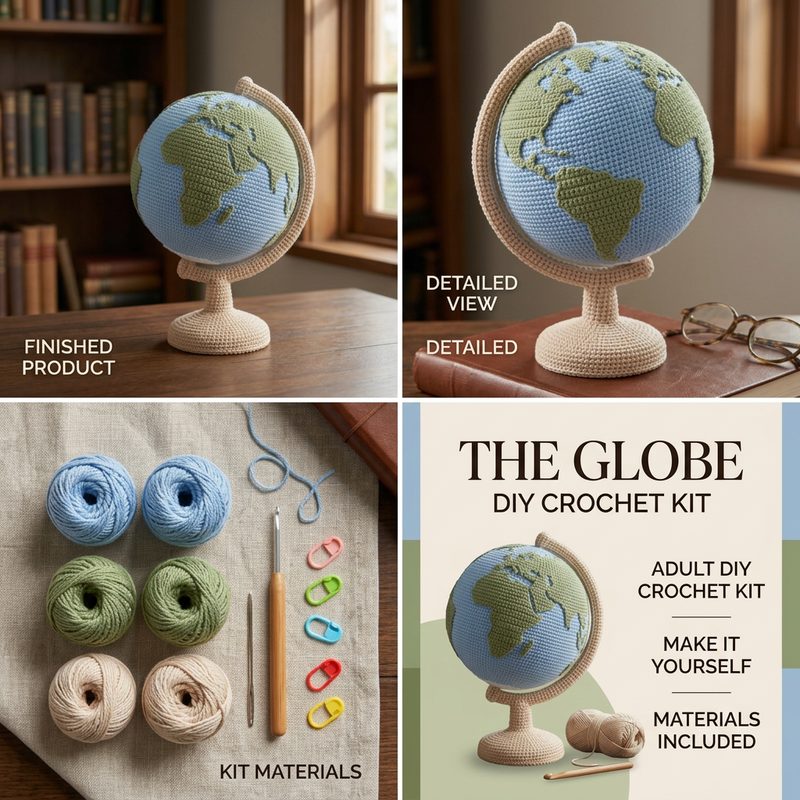 FINISHED
PRODUCT
DETAILED
VIEW
DETAILED
KIT MATERIALS
THE GLOBE
DIY CROCHET KIT
ADULT DIY
CROCHET KIT
MAKE IT
YOURSELF
MATERIALS
INCLUDED